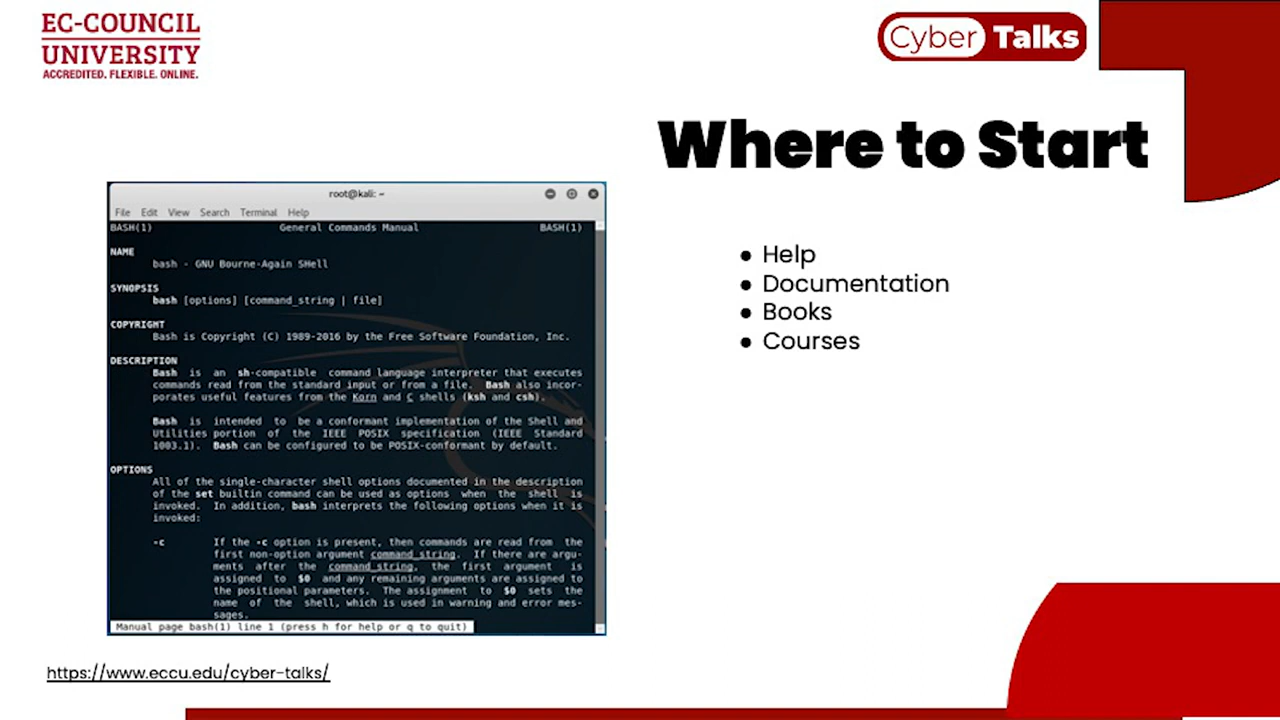 EC-COUNCIL
UNIVERSITY
ACCREDITED. FLEXIBLE. ONLINE.
Cyber Talks
Where to Start
root@kali: ~
File Edit View Search Terminal Help
BASH(1) General Commands Manual BASH(1)
NAME
bash - GNU Bourne-Again SHell
SYNOPSIS
bash [options] [command_string | file]
COPYRIGHT
Bash is Copyright (C) 1989-2016 by the Free Software Foundation, Inc.
DESCRIPTION
Bash is an sh-compatible command language interpreter that executes
commands read from the standard input or from a file. Bash also incor-
porates useful features from the Korn and C shells (ksh and csh).
Bash is intended to be a conformant implementation of the Shell and
Utilities portion of the IEEE POSIX specification (IEEE Standard
1003.1). Bash can be configured to be POSIX-conformant by default.
OPTIONS
All of the single-character shell options documented in the description
of the set builtin command can be used as options when the shell is
invoked. In addition, bash interprets the following options when it is
invoked:
-c If the -c option is present, then commands are read from the
first non-option argument command_string. If there are argu-
ments after the command_string, the first argument is
assigned to $0 and any remaining arguments are assigned to
the positional parameters. The assignment to $0 sets the
name of the shell, which is used in warning and error mes-
sages.
Manual page bash(1) line 1 (press h for help or q to quit)
● Help
● Documentation
● Books
● Courses
https://www.eccu.edu/cyber-talks/